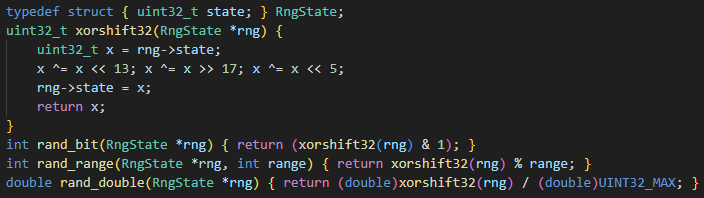 typedef struct { uint32_t state; } RngState;
uint32_t xorshift32(RngState *rng) {
    uint32_t x = rng->state;
    x ^= x << 13; x ^= x >> 17; x ^= x << 5;
    rng->state = x;
    return x;
}
int rand_bit(RngState *rng) { return (xorshift32(rng) & 1); }
int rand_range(RngState *rng, int range) { return xorshift32(rng) % range; }
double rand_double(RngState *rng) { return (double)xorshift32(rng) / (double)UINT32_MAX; }